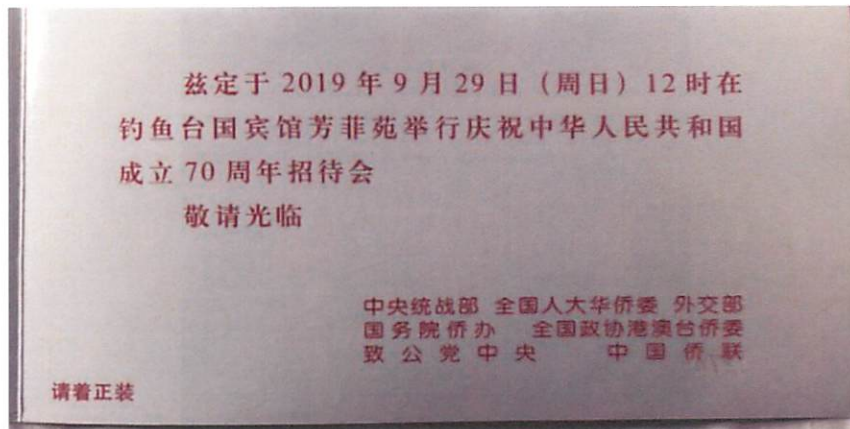 兹定于 2019 年 9 月 29 日（周日）12 时在
钓鱼台国宾馆芳菲苑举行庆祝中华人民共和国
成立 70 周年招待会
敬请光临
中央统战部 全国人大华侨委 外交部
国务院侨办 全国政协港澳台侨委
致公党中央 中国侨联
请着正装